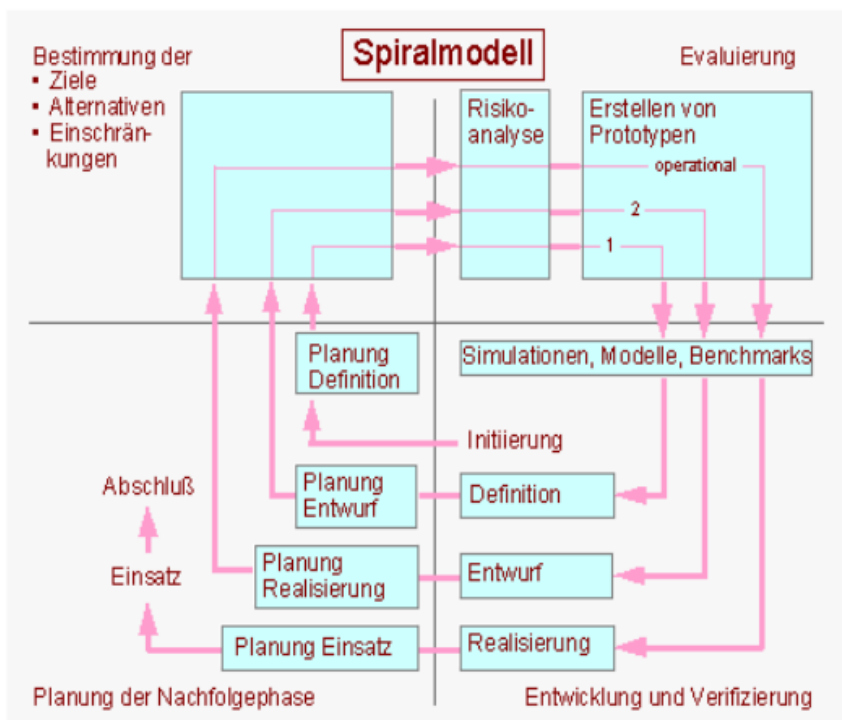 Spiralmodell
Bestimmung der
▪ Ziele
▪ Alternativen
▪ Einschrän-
kungen
Evaluierung
Risiko-
analyse
Erstellen von
Prototypen
operational
2
1
Planung
Definition
Simulationen, Modelle, Benchmarks
Initiierung
Abschluß
Planung
Entwurf
Definition
Einsatz
Planung
Realisierung
Entwurf
Planung Einsatz
Realisierung
Planung der Nachfolgephase
Entwicklung und Verifizierung